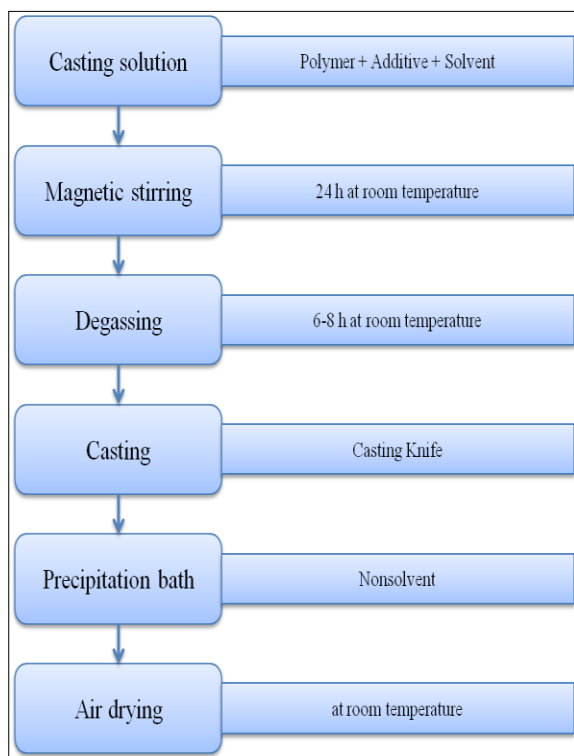 Casting solution
Polymer + Additive + Solvent
Magnetic stirring
24 h at room temperature
Degassing
6-8 h at room temperature
Casting
Casting Knife
Precipitation bath
Nonsolvent
Air drying
at room temperature